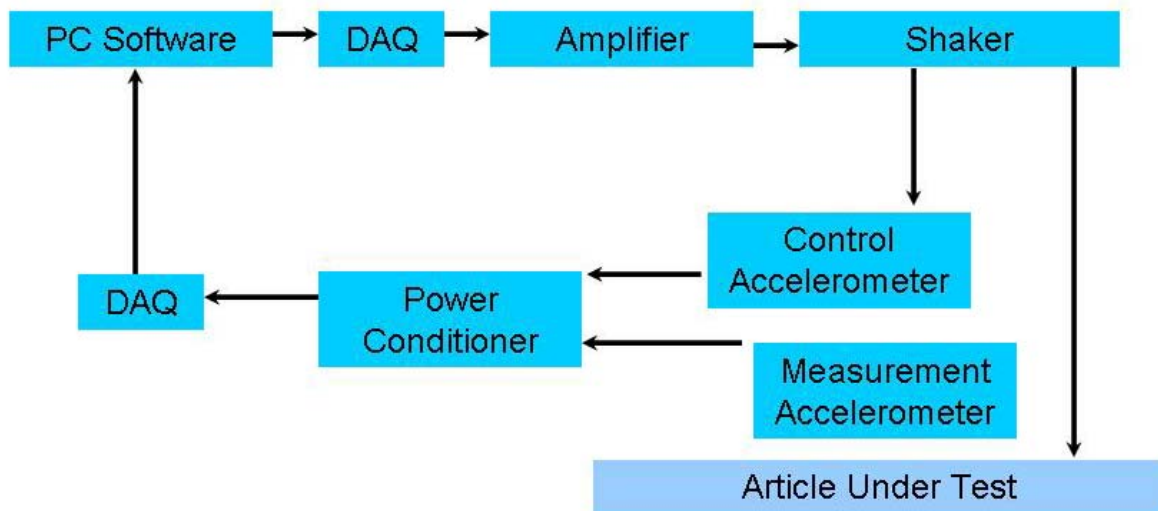 PC Software
DAQ
Amplifier
Shaker
Control
Accelerometer
DAQ
Power
Conditioner
Measurement
Accelerometer
Article Under Test